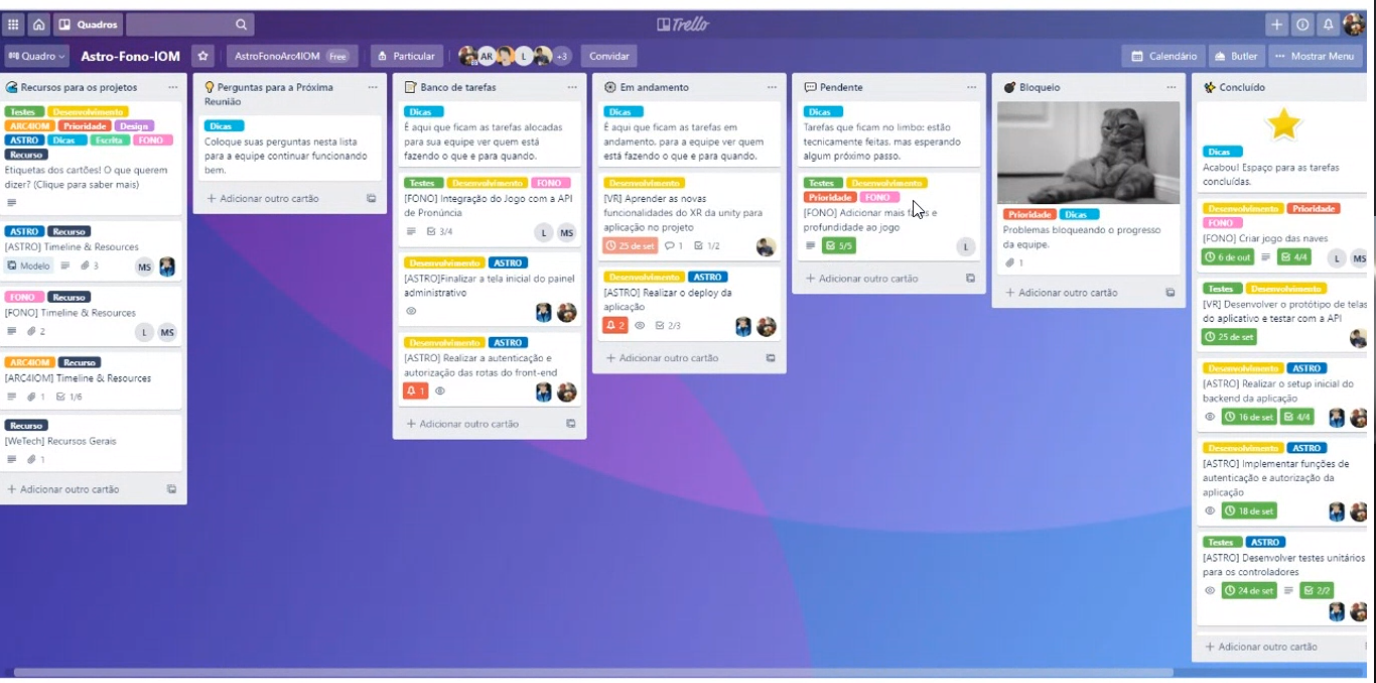 Quadros
Trello
Quadro
Astro-Fono-IOM
AstroFonoArc4IOM Free
Particular
AR
L
+3
Convidar
Calendário
Butler
Mostrar Menu
Recursos para os projetos
Testes Desenvolvimento
ARC4IOM Prioridade Design
ASTRO Dicas Escrita FONO
Recurso
Etiquetas dos cartões! O que querem
dizer? (Clique para saber mais)
ASTRO Recurso
[ASTRO] Timeline & Resources
Modelo 3 MS
FONO Recurso
[FONO] Timeline & Resources
2 L MS
ARC4IOM Recurso
[ARC4IOM] Timeline & Resources
1 1/6
Recurso
[WeTech] Recursos Gerais
1
+ Adicionar outro cartão
Perguntas para a Próxima
Reunião
Dicas
Coloque suas perguntas nesta lista
para a equipe continuar funcionando
bem.
+ Adicionar outro cartão
Banco de tarefas
Dicas
É aqui que ficam as tarefas alocadas
para sua equipe ver quem está
fazendo o que e para quando.
Testes Desenvolvimento FONO
[FONO] Integração do Jogo com a API
de Pronúncia
3/4 L MS
Desenvolvimento ASTRO
[ASTRO]Finalizar a tela inicial do painel
administrativo
Desenvolvimento ASTRO
[ASTRO] Realizar a autenticação e
autorização das rotas do front-end
1
+ Adicionar outro cartão
Em andamento
Dicas
É aqui que ficam as tarefas em
andamento, para a equipe ver quem
está fazendo o que e para quando.
Desenvolvimento
[VR] Aprender as novas
funcionalidades do XR da unity para
aplicação no projeto
25 de set 1 1/2
Desenvolvimento ASTRO
[ASTRO] Realizar o deploy da
aplicação
2 2/3
+ Adicionar outro cartão
Pendente
Dicas
Tarefas que ficam no limbo: estão
tecnicamente feitas, mas esperando
algum próximo passo.
Testes Desenvolvimento
Prioridade FONO
[FONO] Adicionar mais e
profundidade ao jogo
5/5 L
+ Adicionar outro cartão
Bloqueio
Prioridade Dicas
Problemas bloqueando o progresso
da equipe.
1
+ Adicionar outro cartão
Concluído
Dicas
Acabou! Espaço para as tarefas
concluídas.
Desenvolvimento Prioridade
FONO
[FONO] Criar jogo das naves
6 de out 4/4 L MS
Testes Desenvolvimento
[VR] Desenvolver o protótipo de telas
do aplicativo e testar com a API
25 de set
Desenvolvimento ASTRO
[ASTRO] Realizar o setup inicial do
backend da aplicação
16 de set 4/4
Desenvolvimento ASTRO
[ASTRO] Implementar funções de
autenticação e autorização da
aplicação
18 de set
Testes ASTRO
[ASTRO] Desenvolver testes unitários
para os controladores
24 de set 2/2
+ Adicionar outro cartão